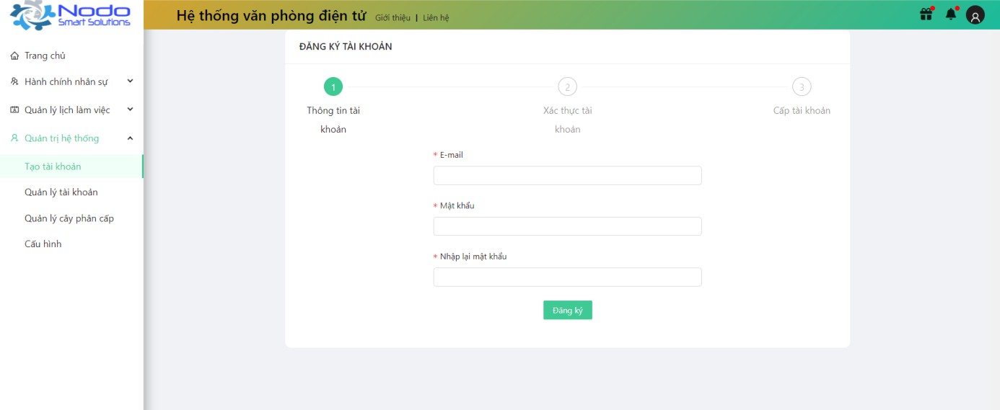 Nodo
Smart Solutions
Hệ thống văn phòng điện tử Giới thiệu | Liên hệ
Trang chủ
Hành chính nhân sự
Quản lý lịch làm việc
Quản trị hệ thống
Tạo tài khoản
Quản lý tài khoản
Quản lý cây phân cấp
Cấu hình
ĐĂNG KÝ TÀI KHOẢN
1
2
3
Thông tin tài
khoản
Xác thực tài
khoản
Cấp tài khoản
* E-mail
* Mật khẩu
* Nhập lại mật khẩu
Đăng ký